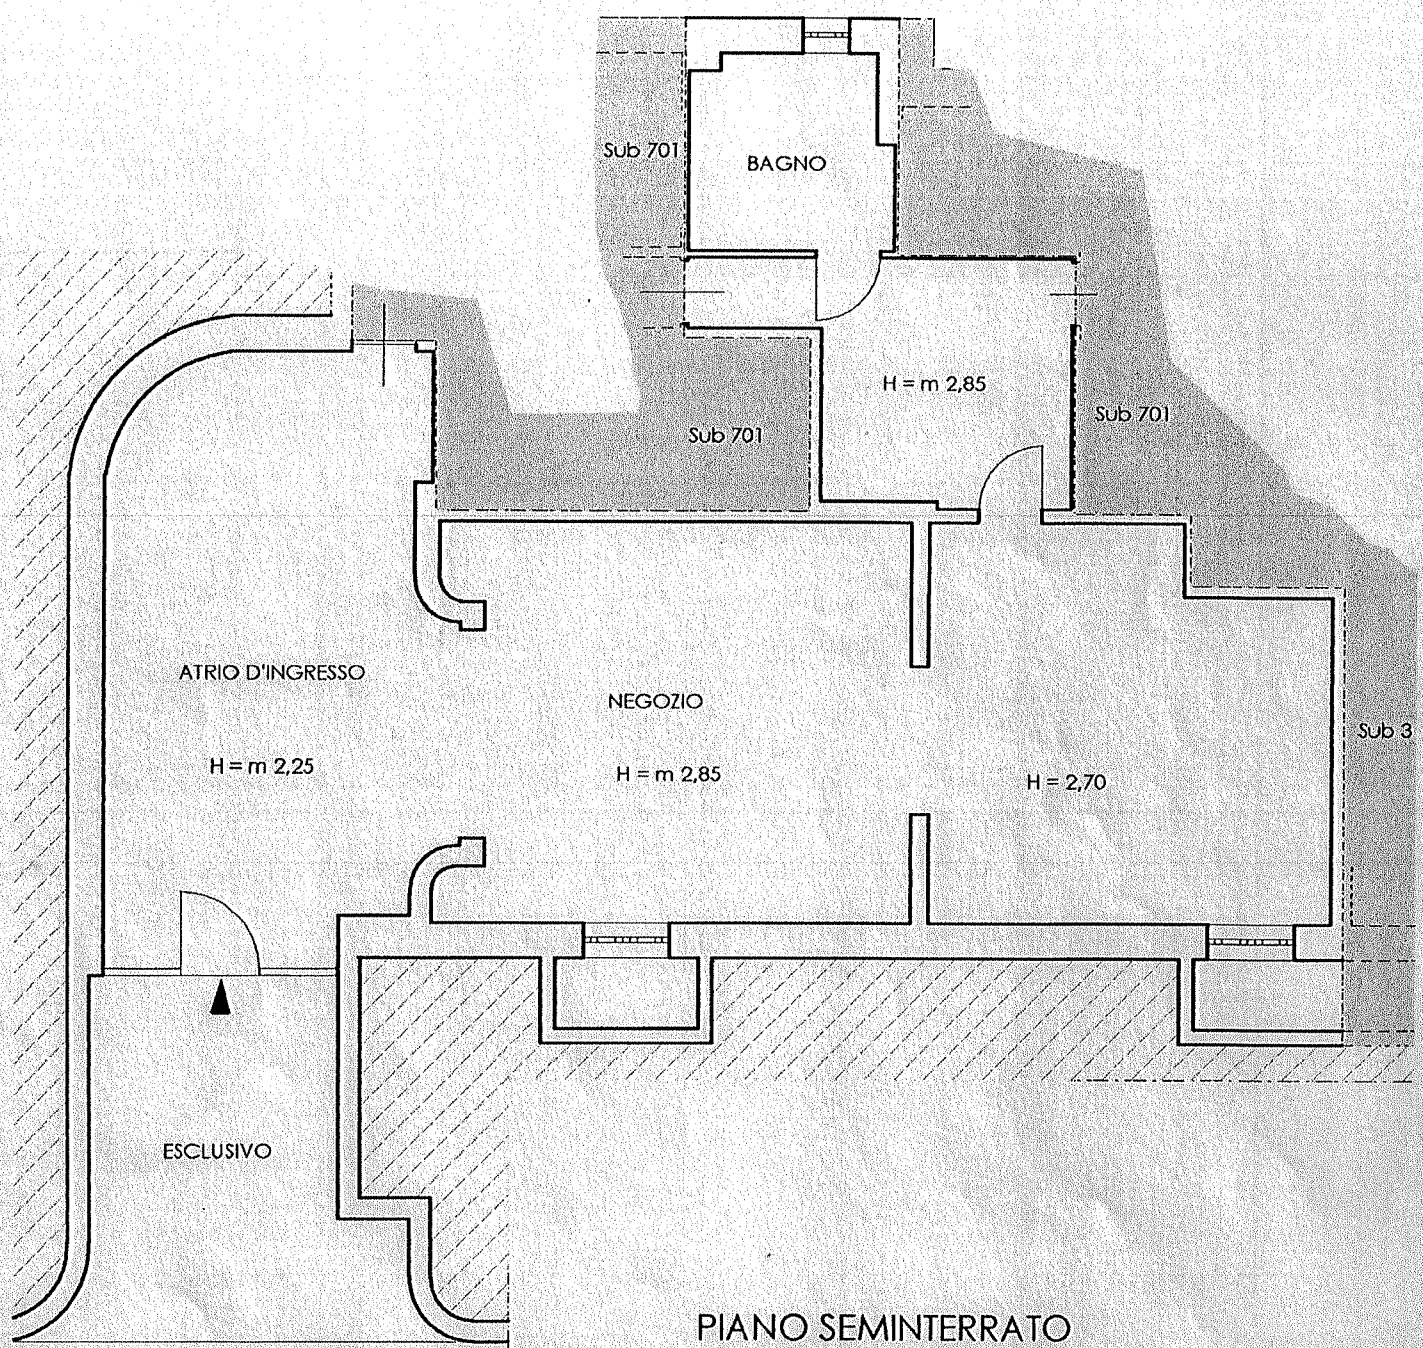 Sub 701
BAGNO
H = m 2,85
Sub 701
Sub 701
ATRIO D'INGRESSO
NEGOZIO
Sub 3
H = m 2,25
H = m 2,85
H = 2,70
ESCLUSIVO
PIANO SEMINTERRATO